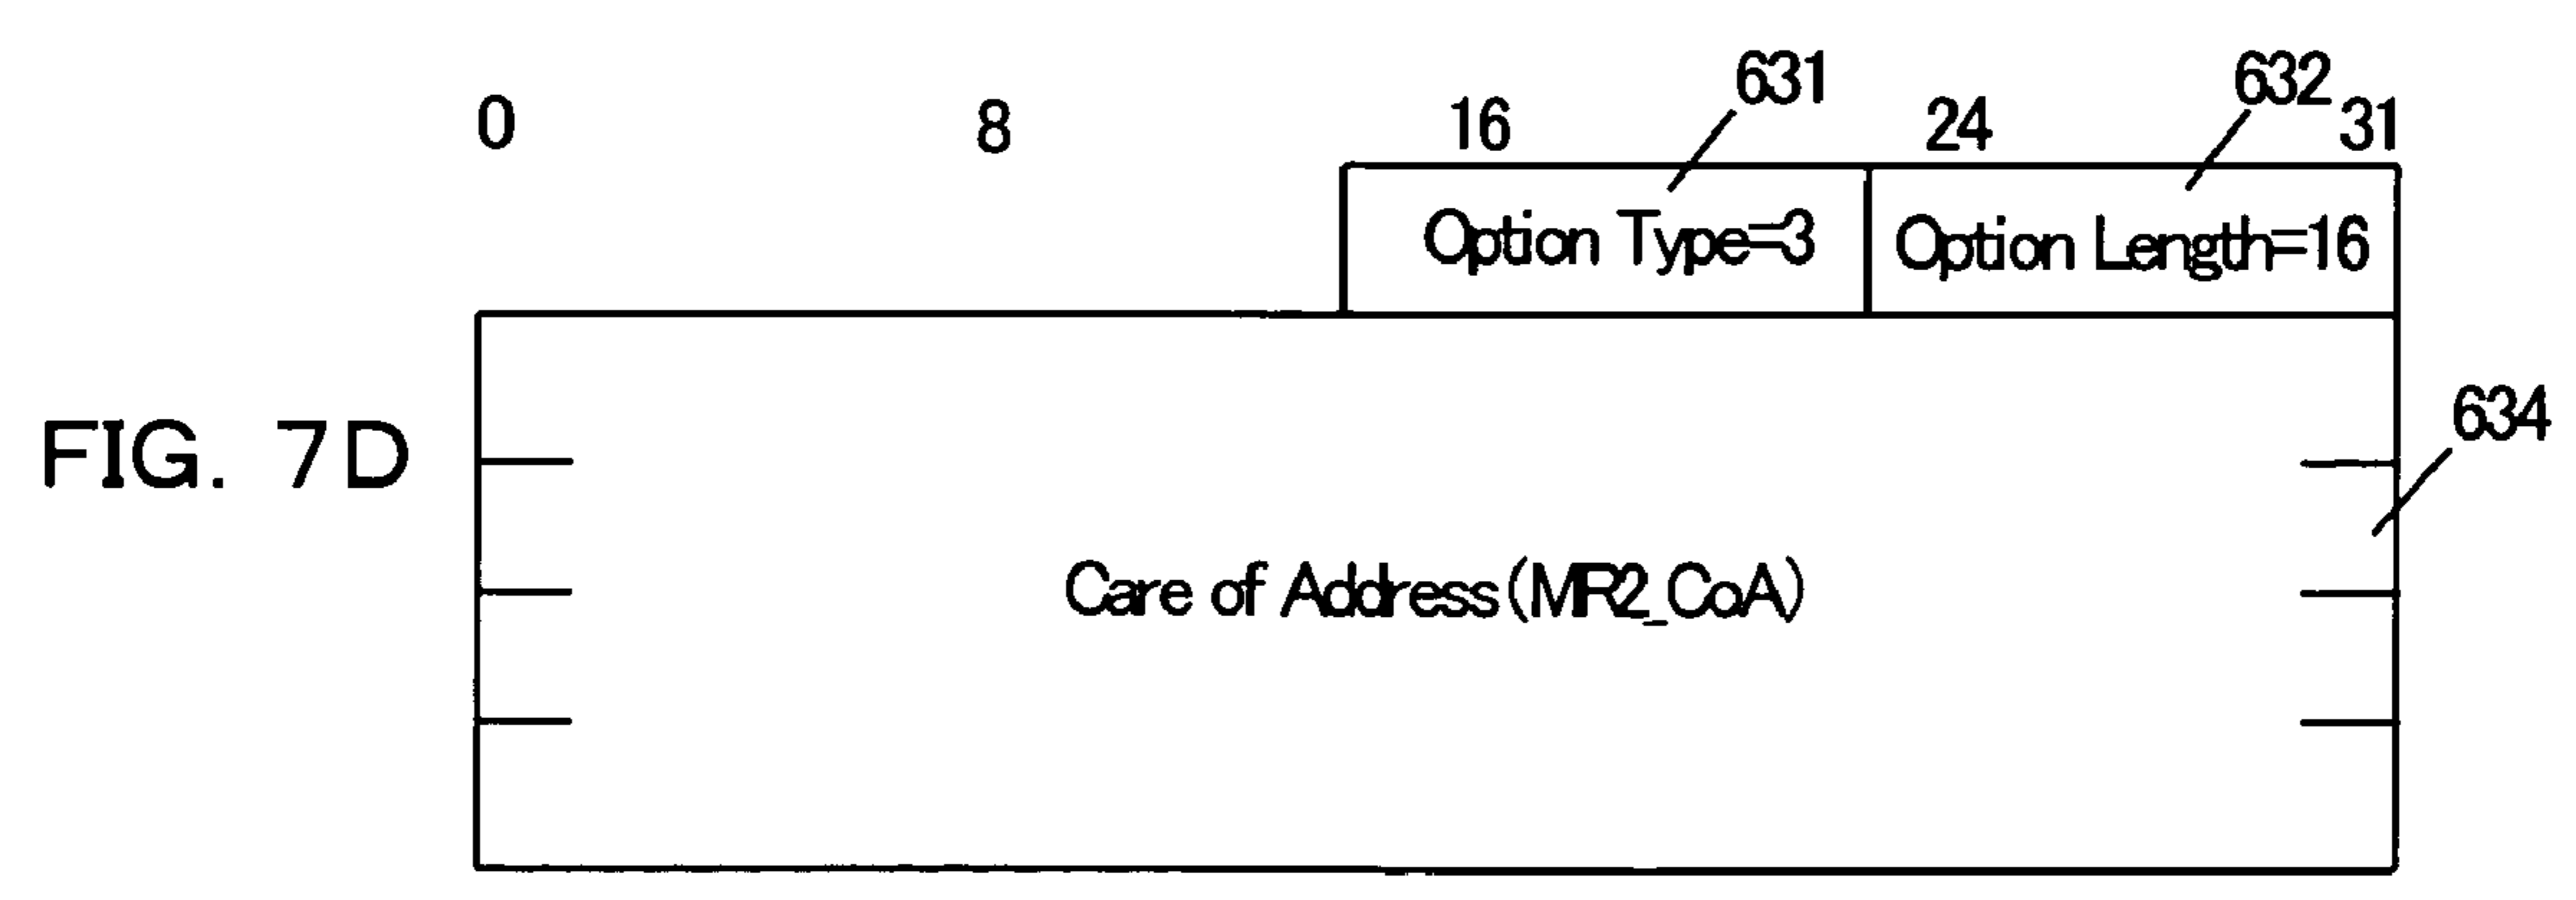 631 632
0 8 16 24 31
Option Type=3 Option Length=16
634
FIG. 7D
Care of Address(MR2_CoA)